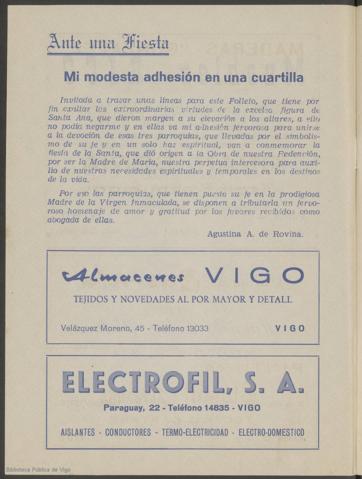 Ante una Fiesta
Mi modesta adhesión en una cuartilla
Invitada a trazar unas líneas para este Folleto, que tiene por
fin exaltar los extraordinarios virtudes de la excelsa figura de
Santa Ana, que dieron margen a su elevación a los altares, a ello
no podía negarme y en ellas va mi adhesión fervorosa para unirse
a la devoción de esas tres parroquias, que llevadas por el simbolis-
mo de su fe y en un solo haz espiritual, van a conmemorar la
fiesta de la Santa, que dió origen a la Obra de nuestra Redención,
por ser la Madre de María, nuestra perpetua intercesora para auxi-
lio de nuestras necesidades espirituales y temporales en los destinos
de la vida.
Por eso las parroquias, que tienen puesta su fe en la prodigiosa
Madre de la Virgen Inmaculada, se disponen a tributarla un fervo-
roso homenaje de amor y gratitud por los favores recibidos como
abogada de ellas.
Agustina A. de Rovina.
Almacenes VIGO
TEJIDOS Y NOVEDADES AL POR MAYOR Y DETALL
Velázquez Moreno, 45 - Teléfono 13033 VIGO
ELECTROFIL, S. A.
Paraguay, 22 - Teléfono 14835 - VIGO
AISLANTES - CONDUCTORES - TERMO-ELECTRICIDAD - ELECTRO-DOMESTICO
Biblioteca Pública de Vigo